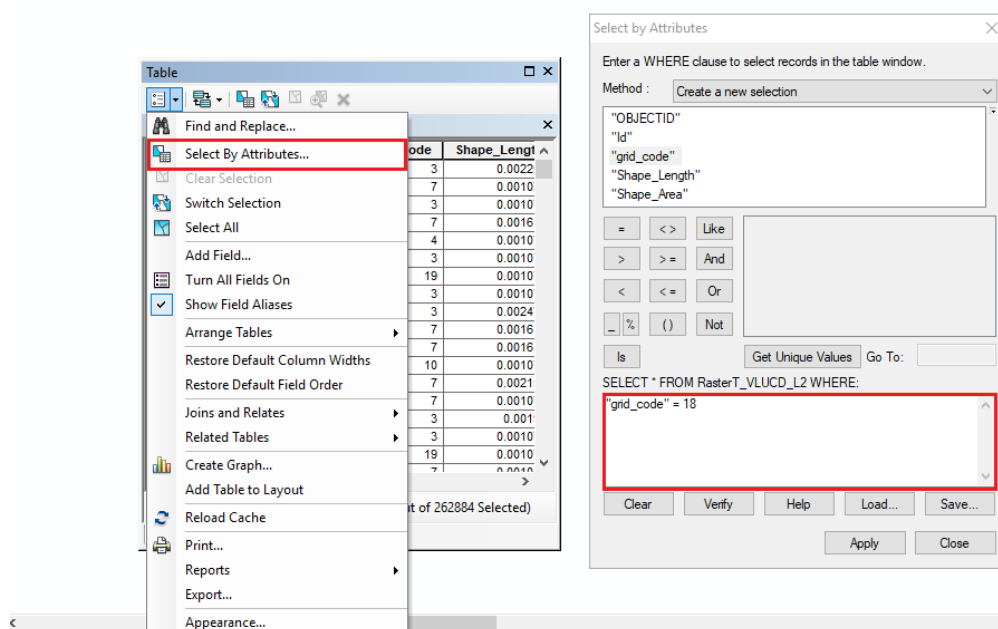 Table
Find and Replace...
Select By Attributes...
Clear Selection
Switch Selection
Select All
Add Field...
Turn All Fields On
Show Field Aliases
Arrange Tables
Restore Default Column Widths
Restore Default Field Order
Joins and Relates
Related Tables
Create Graph...
Add Table to Layout
Reload Cache
Print...
Reports
Export...
Appearance...
ode Shape_Lengt
3 0.0022
7 0.0010
3 0.0010
7 0.0016
4 0.0010
3 0.0010
19 0.0010
3 0.0010
3 0.0024
7 0.0016
7 0.0016
10 0.0010
7 0.0021
7 0.0010
3 0.001
3 0.0010
19 0.0010
7 0.0010
t of 262884 Selected)
Select by Attributes
Enter a WHERE clause to select records in the table window.
Method : Create a new selection
"OBJECTID"
"Id"
"grid_code"
"Shape_Length"
"Shape_Area"
= < > Like
> > = And
< < = Or
_ % ( ) Not
Is Get Unique Values Go To:
SELECT * FROM RasterT_VLUCD_L2 WHERE:
"grid_code" = 18
Clear Verify Help Load... Save...
Apply Close